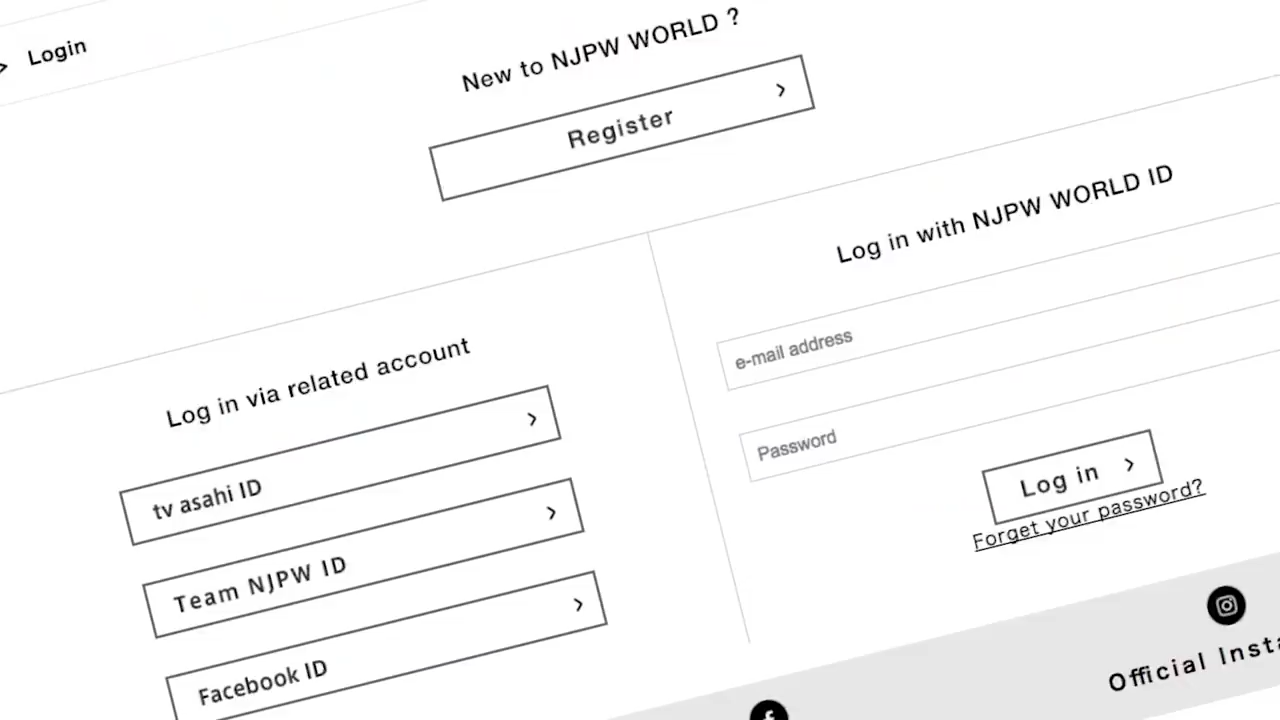 Login
New to NJPW WORLD ?
Register
Log in via related account
tv asahi ID
Team NJPW ID
Facebook ID
Log in with NJPW WORLD ID
e-mail address
Password
Log in
Forget your password?
Official Insta